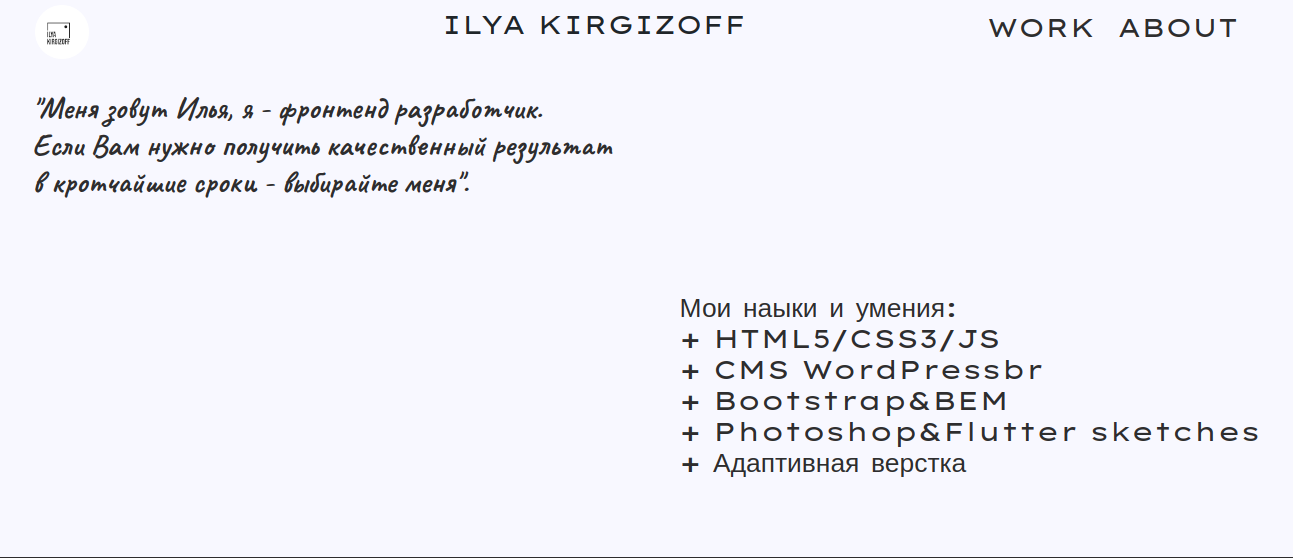 ILYA
KIRGIZOFF
ILYA KIRGIZOFF
WORK ABOUT
"Меня зовут Илья, я - фронтенд разработчик.
Если Вам нужно получить качественный результат
в кротчайшие сроки - выбирайте меня".
Мои наыки и умения:
+ HTML5/CSS3/JS
+ CMS WordPressbr
+ Bootstrap&BEM
+ Photoshop&Flutter sketches
+ Адаптивная верстка